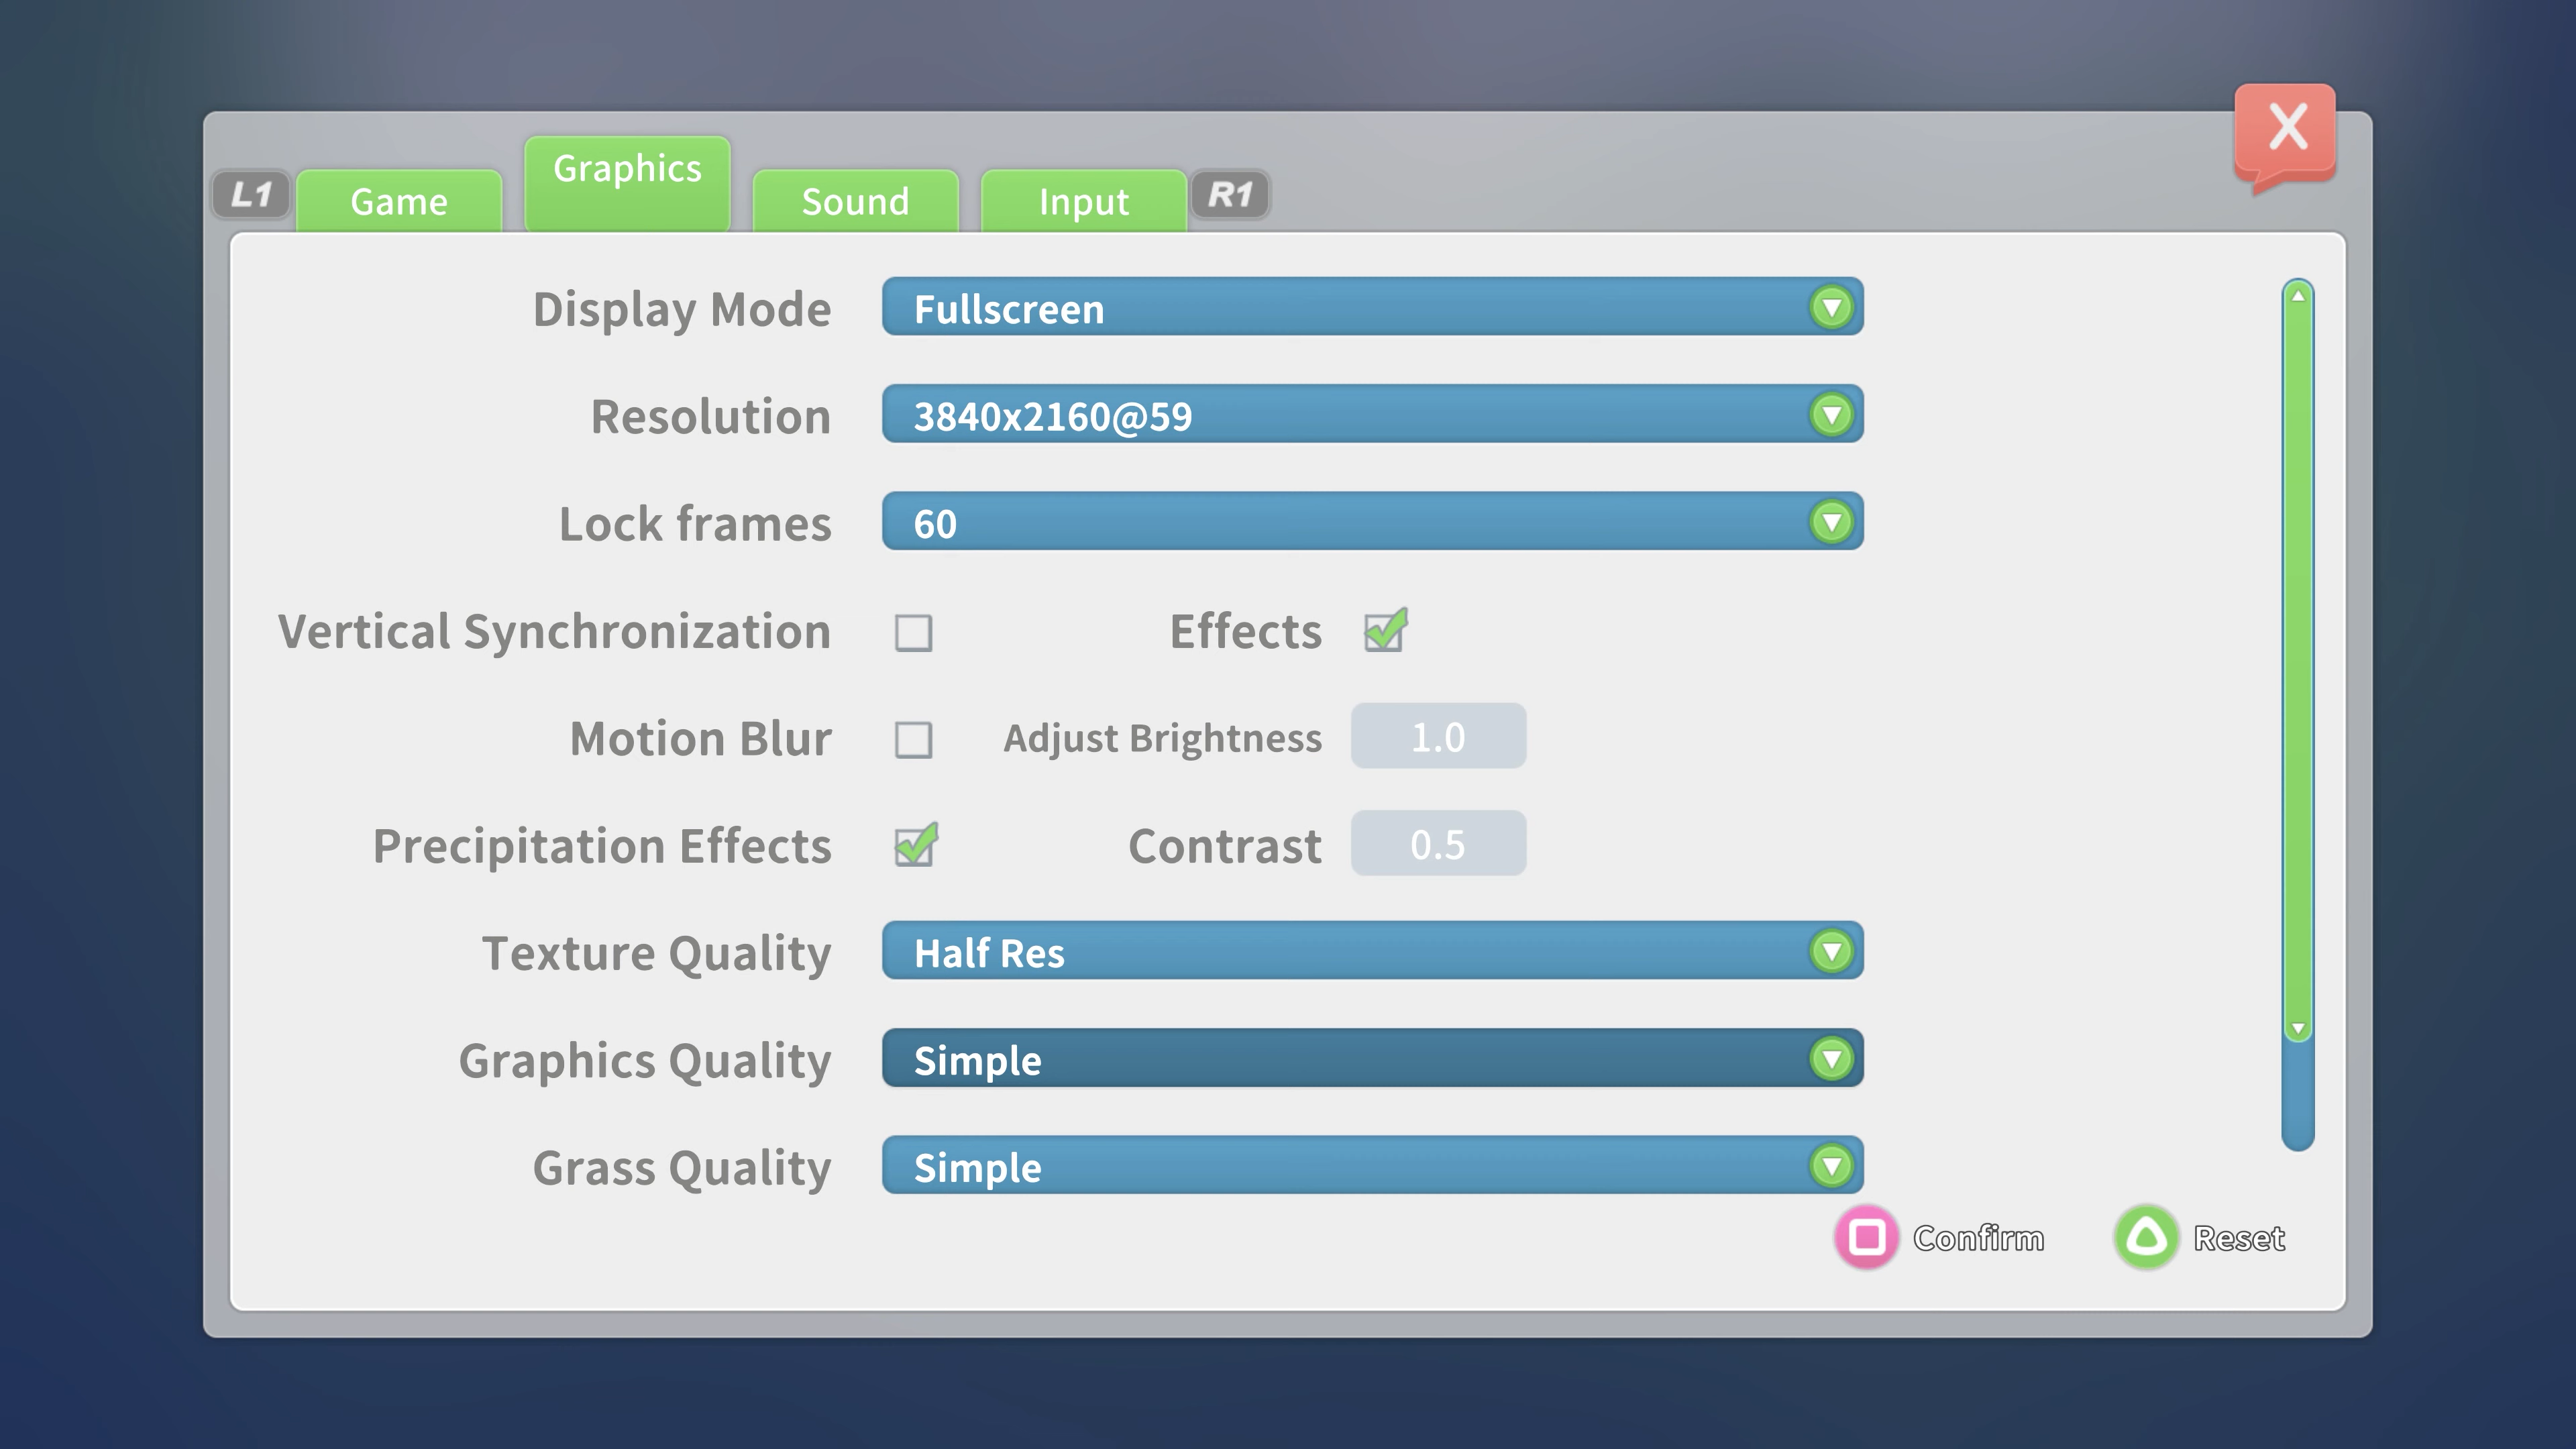 L1
Game
Graphics
Sound
Input
R1
X
Display Mode
Fullscreen
Resolution
3840x2160@59
Lock frames
60
Vertical Synchronization
Effects
Motion Blur
Adjust Brightness
1.0
Precipitation Effects
Contrast
0.5
Texture Quality
Half Res
Graphics Quality
Simple
Grass Quality
Simple
Confirm
Reset